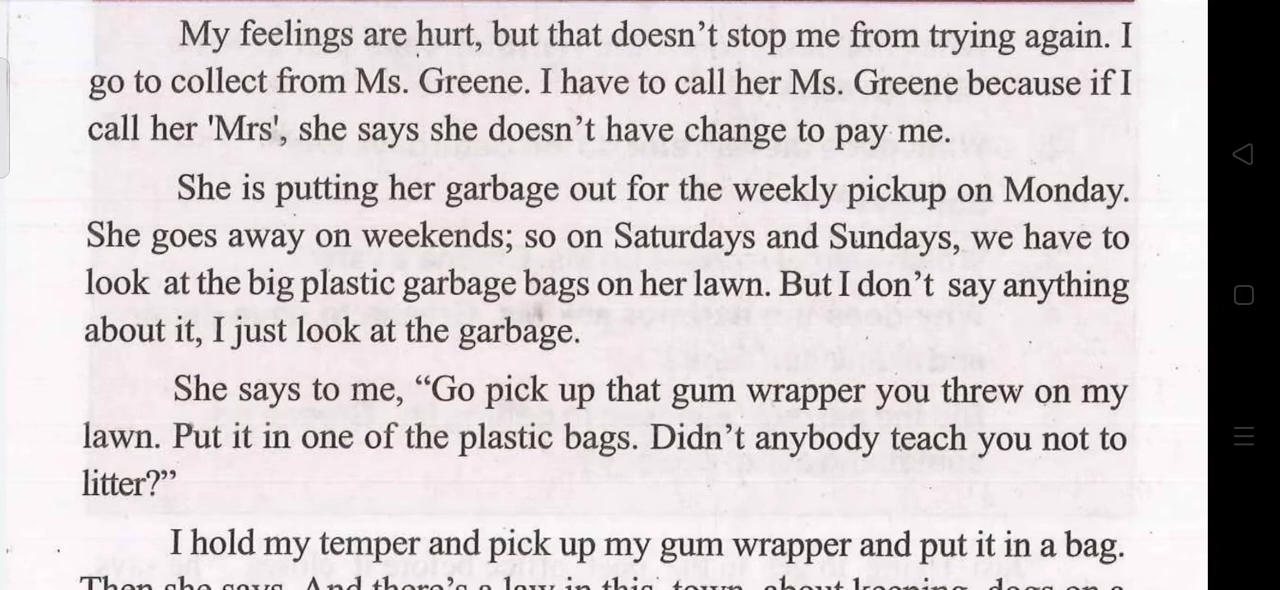 My feelings are hurt, but that doesn’t stop me from trying again. I
go to collect from Ms. Greene. I have to call her Ms. Greene because if I
call her 'Mrs', she says she doesn’t have change to pay me.
She is putting her garbage out for the weekly pickup on Monday.
She goes away on weekends; so on Saturdays and Sundays, we have to
look at the big plastic garbage bags on her lawn. But I don’t say anything
about it, I just look at the garbage.
She says to me, “Go pick up that gum wrapper you threw on my
lawn. Put it in one of the plastic bags. Didn’t anybody teach you not to
litter?”
I hold my temper and pick up my gum wrapper and put it in a bag.
Then she says, And there’s a law in this town about keeping dogs on a